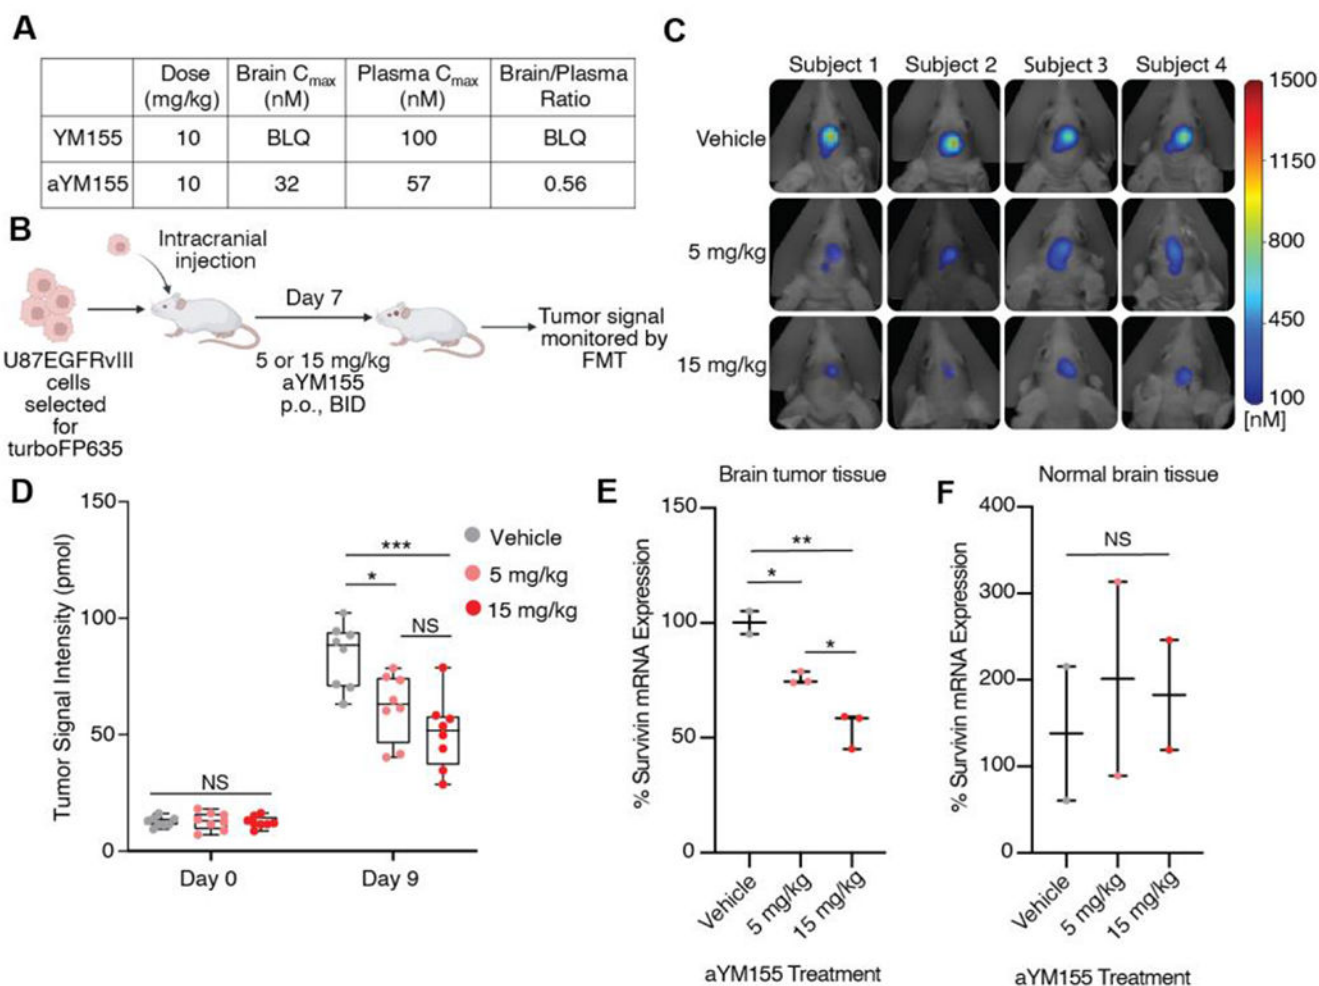 A
Dose (mg/kg) Brain Cmax (nM) Plasma Cmax (nM) Brain/Plasma Ratio
YM155 10 BLQ 100 BLQ
aYM155 10 32 57 0.56
B
Intracranial
injection
Day 7
5 or 15 mg/kg
aYM155
p.o., BID
Tumor signal
monitored by
FMT
U87EGFRvIII
cells
selected
for
turboFP635
C
Subject 1 Subject 2 Subject 3 Subject 4
Vehicle
5 mg/kg
15 mg/kg
1500
1150
800
450
100
[nM]
D
Tumor Signal Intensity (pmol)
150
100
50
0
NS
***
*
NS
Vehicle
5 mg/kg
15 mg/kg
Day 0 Day 9
E
Brain tumor tissue
% Survivin mRNA Expression
150
100
50
0
**
*
*
Vehicle
5 mg/kg
15 mg/kg
aYM155 Treatment
F
Normal brain tissue
% Survivin mRNA Expression
400
300
200
100
0
NS
Vehicle
5 mg/kg
15 mg/kg
aYM155 Treatment